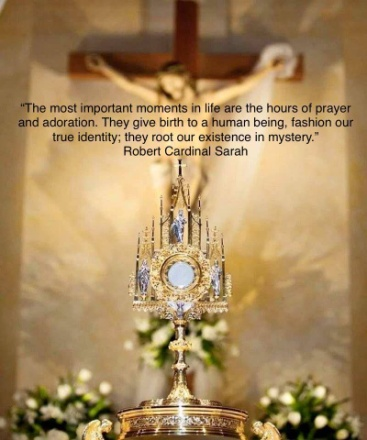 “The most important moments in life are the hours of prayer
and adoration. They give birth to a human being, fashion our
true identity; they root our existence in mystery.”
Robert Cardinal Sarah